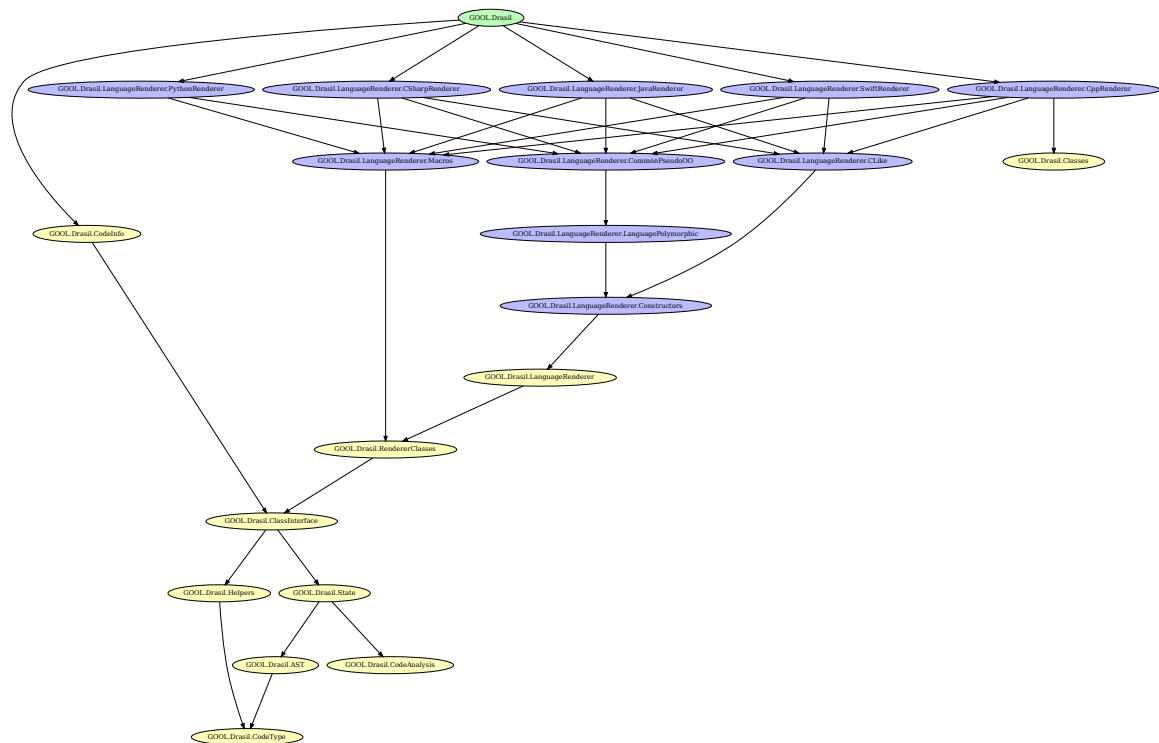 GOOL.Drasil
GOOL.Drasil.LanguageRenderer.PythonRenderer
GOOL.Drasil.LanguageRenderer.CSharpRenderer
GOOL.Drasil.LanguageRenderer.JavaRenderer
GOOL.Drasil.LanguageRenderer.SwiftRenderer
GOOL.Drasil.LanguageRenderer.CppRenderer
GOOL.Drasil.LanguageRenderer.Macros
GOOL.Drasil.LanguageRenderer.CommonPseudoOO
GOOL.Drasil.LanguageRenderer.CLike
GOOL.Drasil.Classes
GOOL.Drasil.CodeInfo
GOOL.Drasil.LanguageRenderer.LanguagePolymorphic
GOOL.Drasil.LanguageRenderer.Constructors
GOOL.Drasil.LanguageRenderer
GOOL.Drasil.RendererClasses
GOOL.Drasil.ClassInterface
GOOL.Drasil.Helpers
GOOL.Drasil.State
GOOL.Drasil.AST
GOOL.Drasil.CodeAnalysis
GOOL.Drasil.CodeType